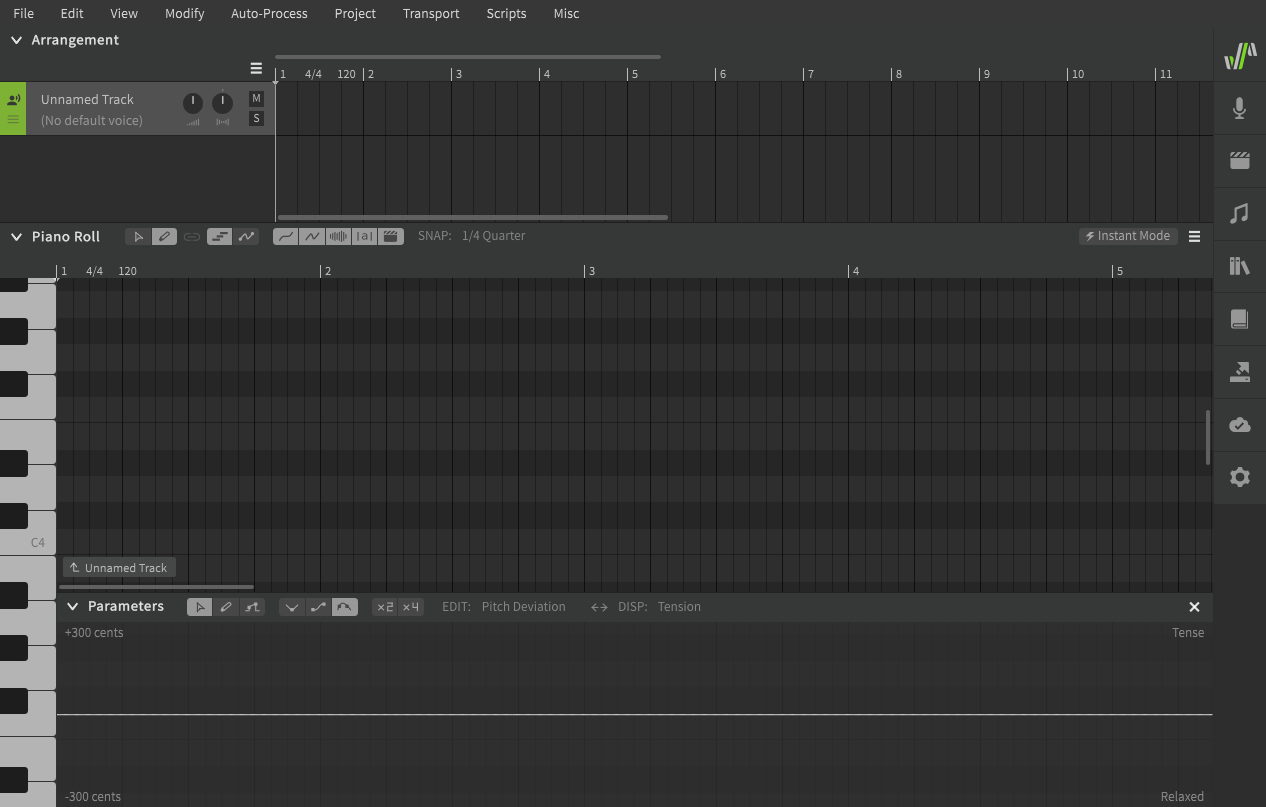 File Edit View Modify Auto-Process Project Transport Scripts Misc
Arrangement
1 4/4 120 2 3 4 5 6 7 8 9 10 11
Unnamed Track M
(No default voice) S
Piano Roll |a| SNAP: 1/4 Quarter Instant Mode
1 4/4 120 2 3 4 5
C4
Unnamed Track
Parameters ×2 ×4 EDIT: Pitch Deviation DISP: Tension
+300 cents Tense
-300 cents Relaxed